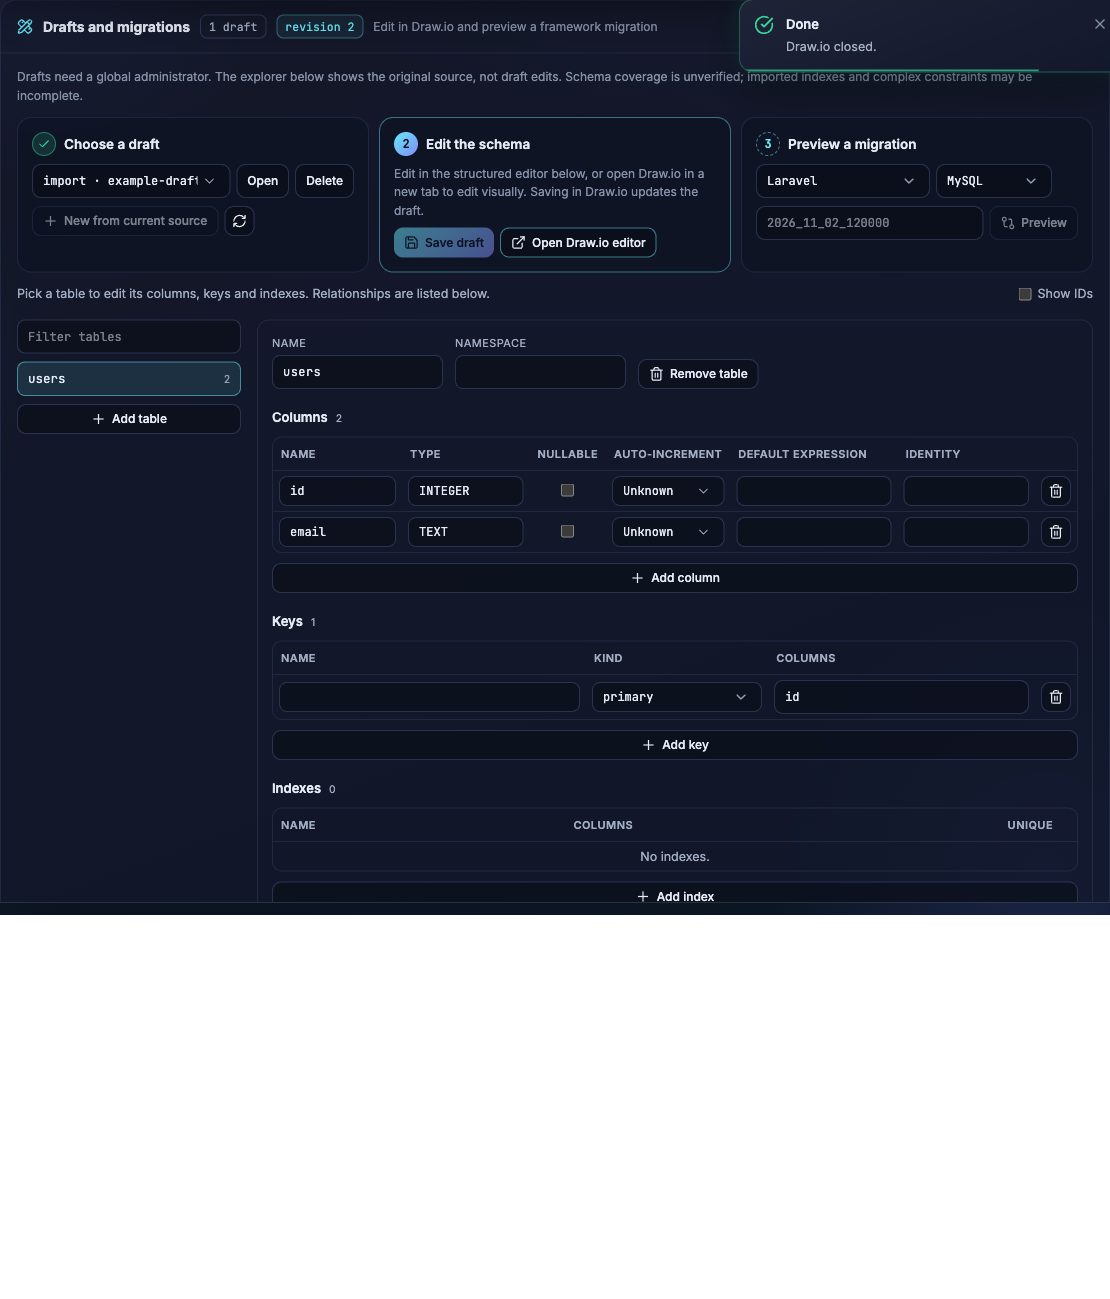 Drafts and migrations 1 draft revision 2 Edit in Draw.io and preview a framework migration
Done
Draw.io closed.
Drafts need a global administrator. The explorer below shows the original source, not draft edits. Schema coverage is unverified; imported indexes and complex constraints may be
incomplete.
Choose a draft
import · example-draft
Open
Delete
New from current source
2 Edit the schema
Edit in the structured editor below, or open Draw.io in a
new tab to edit visually. Saving in Draw.io updates the
draft.
Save draft
Open Draw.io editor
3 Preview a migration
Laravel
MySQL
2026_11_02_120000
Preview
Pick a table to edit its columns, keys and indexes. Relationships are listed below.
Show IDs
Filter tables
users 2
Add table
NAME NAMESPACE
users
Remove table
Columns 2
NAME TYPE NULLABLE AUTO-INCREMENT DEFAULT EXPRESSION IDENTITY
id INTEGER Unknown
email TEXT Unknown
Add column
Keys 1
NAME KIND COLUMNS
primary id
Add key
Indexes 0
NAME COLUMNS UNIQUE
No indexes.
Add index